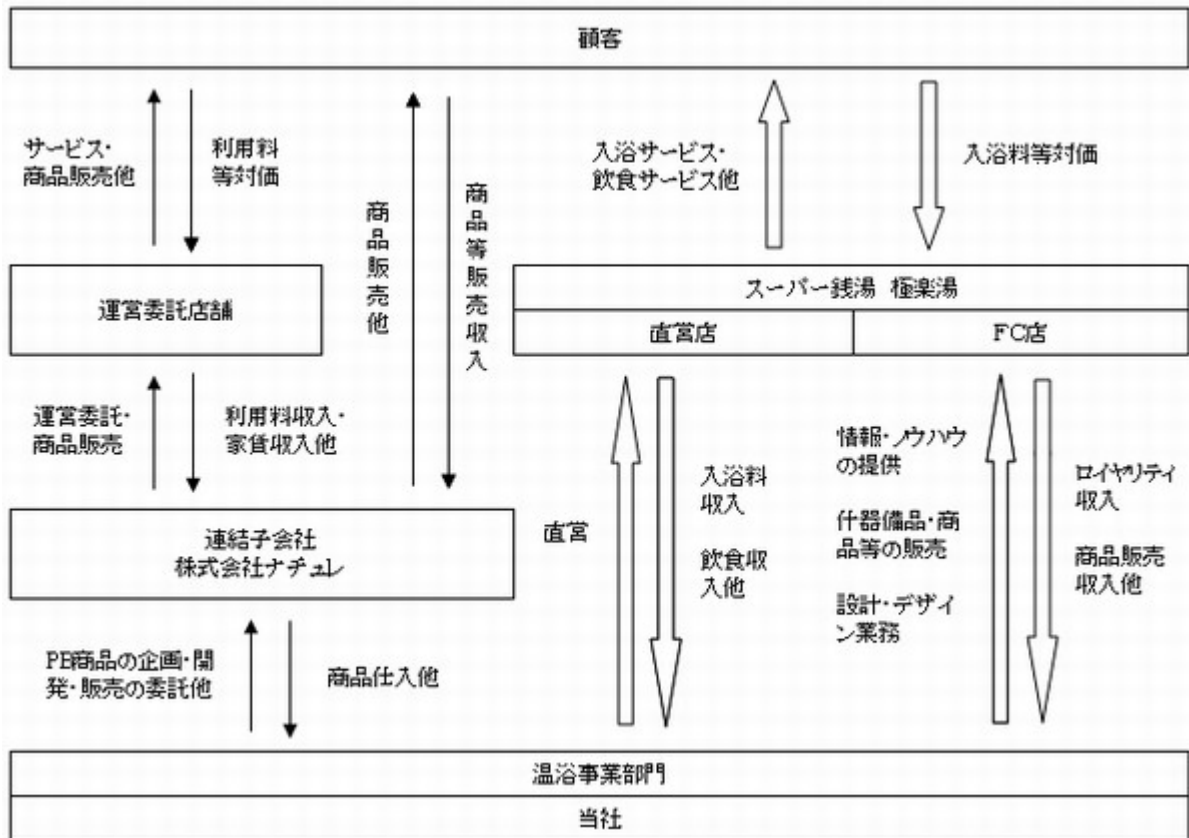 顧客
サービス・
商品販売他
利用料
等対価
商品販売他
商品等販売収入
入浴サービス・
飲食サービス他
入浴料等対価
運営委託店舗
スーパー銭湯 極楽湯
直営店
FC店
運営委託・
商品販売
利用料収入・
家賃収入他
連結子会社
株式会社ナチュレ
直営
入浴料
収入
飲食収
入他
情報・ノウハウ
の提供
什器備品・商
品等の販売
設計・デザイ
ン業務
ロイヤリティ
収入
商品販売
収入他
PB商品の企画・開
発・販売の委託他
商品仕入他
温浴事業部門
当社